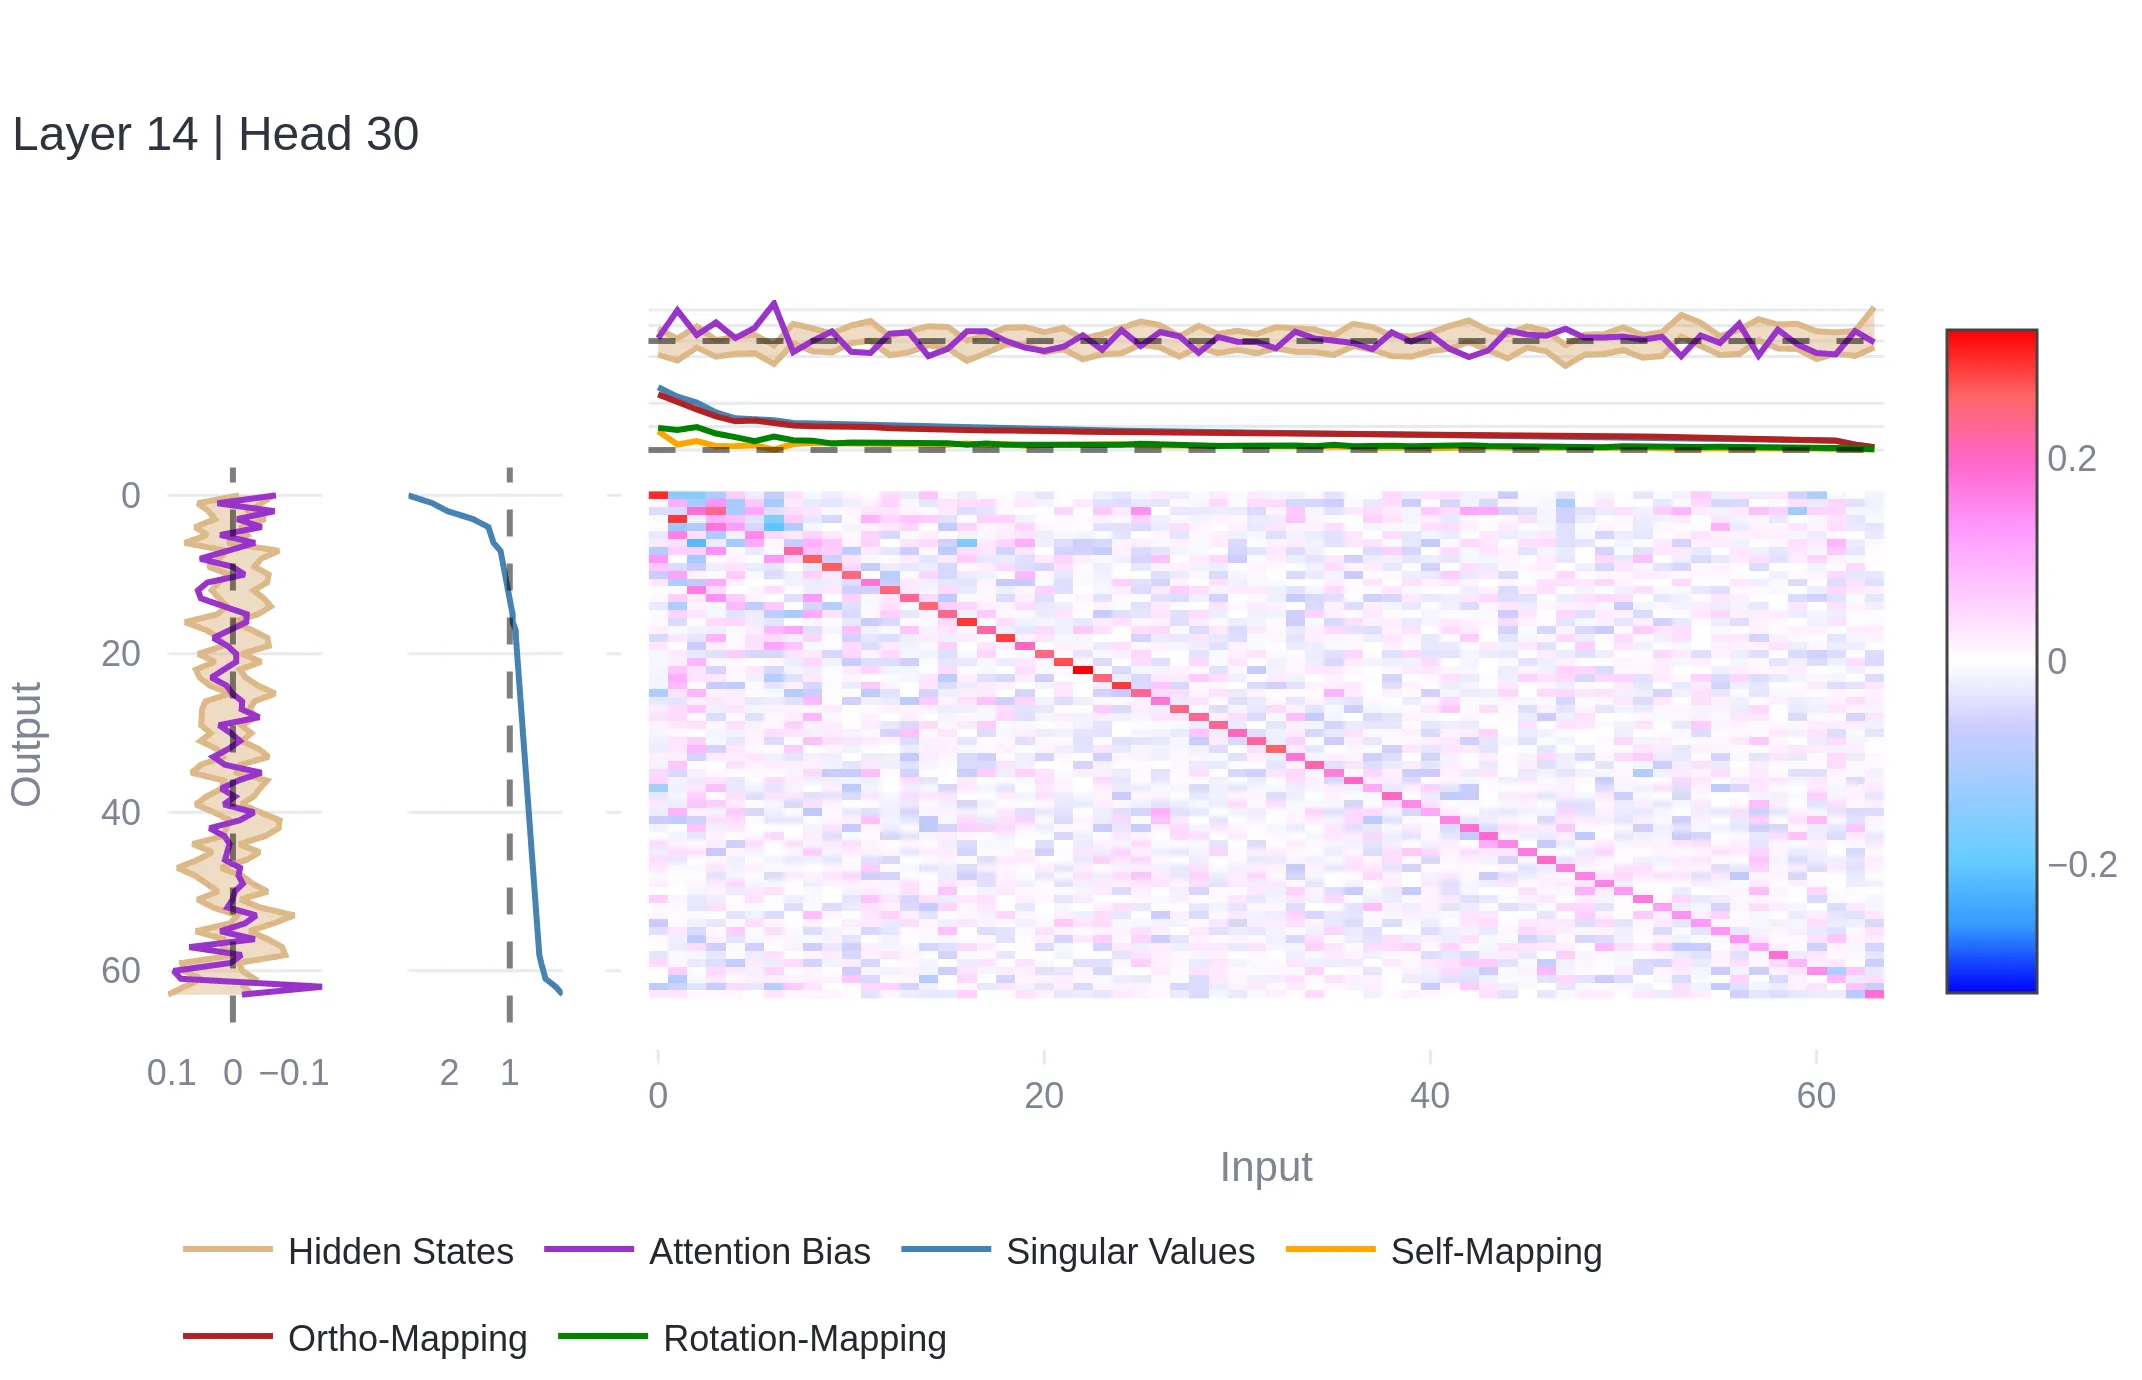 Layer 14 | Head 30
0
20
40
60
Output
0.1 0 −0.1
2 1
0 20 40 60
Input
0.2
0
−0.2
Hidden States Attention Bias Singular Values Self-Mapping
Ortho-Mapping Rotation-Mapping